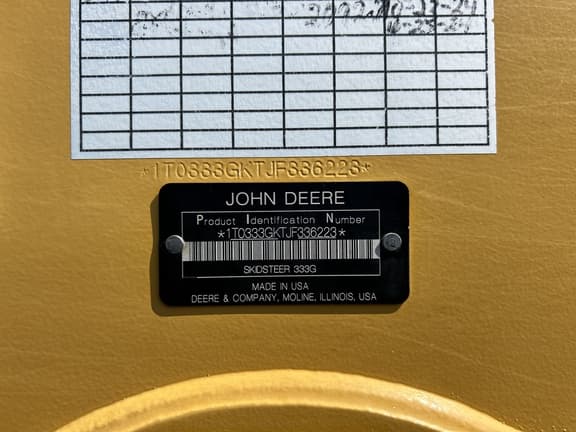 *1T0333GKTJF336223*
JOHN DEERE
Product Identification Number
*1T0333GKTJF336223*
SKIDSTEER 333G
MADE IN USA
DEERE & COMPANY, MOLINE, ILLINOIS, USA